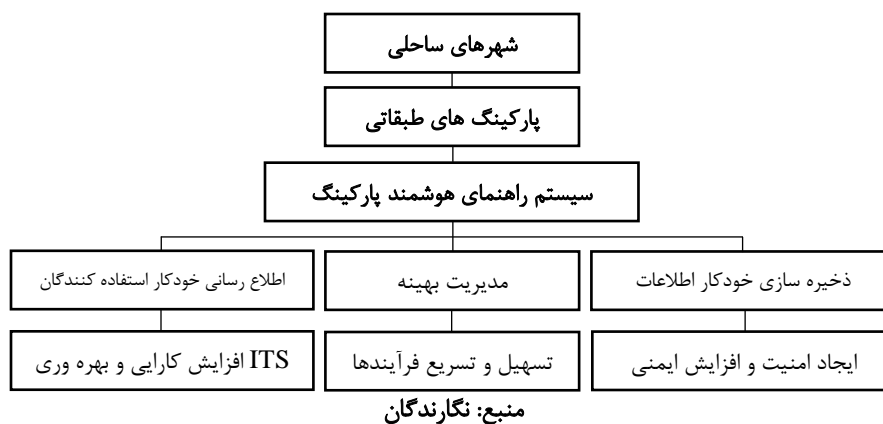 شهرهای ساحلی
پارکینگ های طبقاتی
سیستم راهنمای هوشمند پارکینگ
ذخیره سازی خودکار اطلاعات
مدیریت بهینه
اطلاع رسانی خودکار استفاده کنندگان
ایجاد امنیت و افزایش ایمنی
تسهیل و تسریع فرآیندها
افزایش کارایی و بهره وری ITS
منبع: نگارندگان